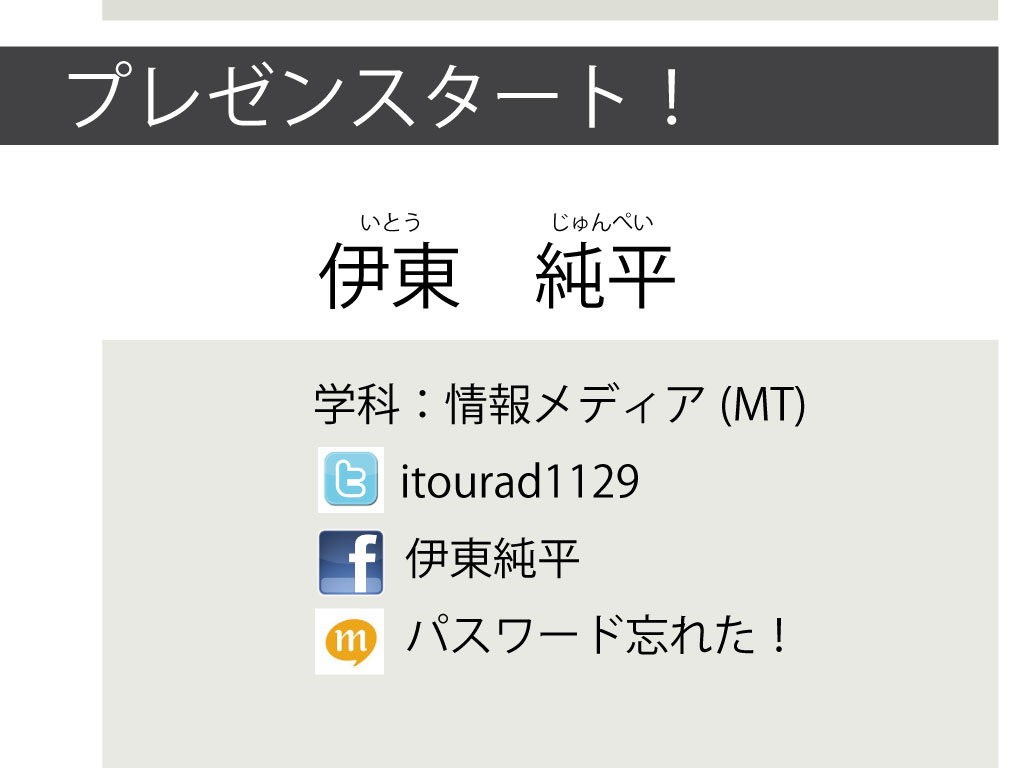 プレゼンスタート！
いとう　じゅんぺい
伊東　純平
学科：情報メディア (MT)
t itourad1129
f 伊東純平
m パスワード忘れた！